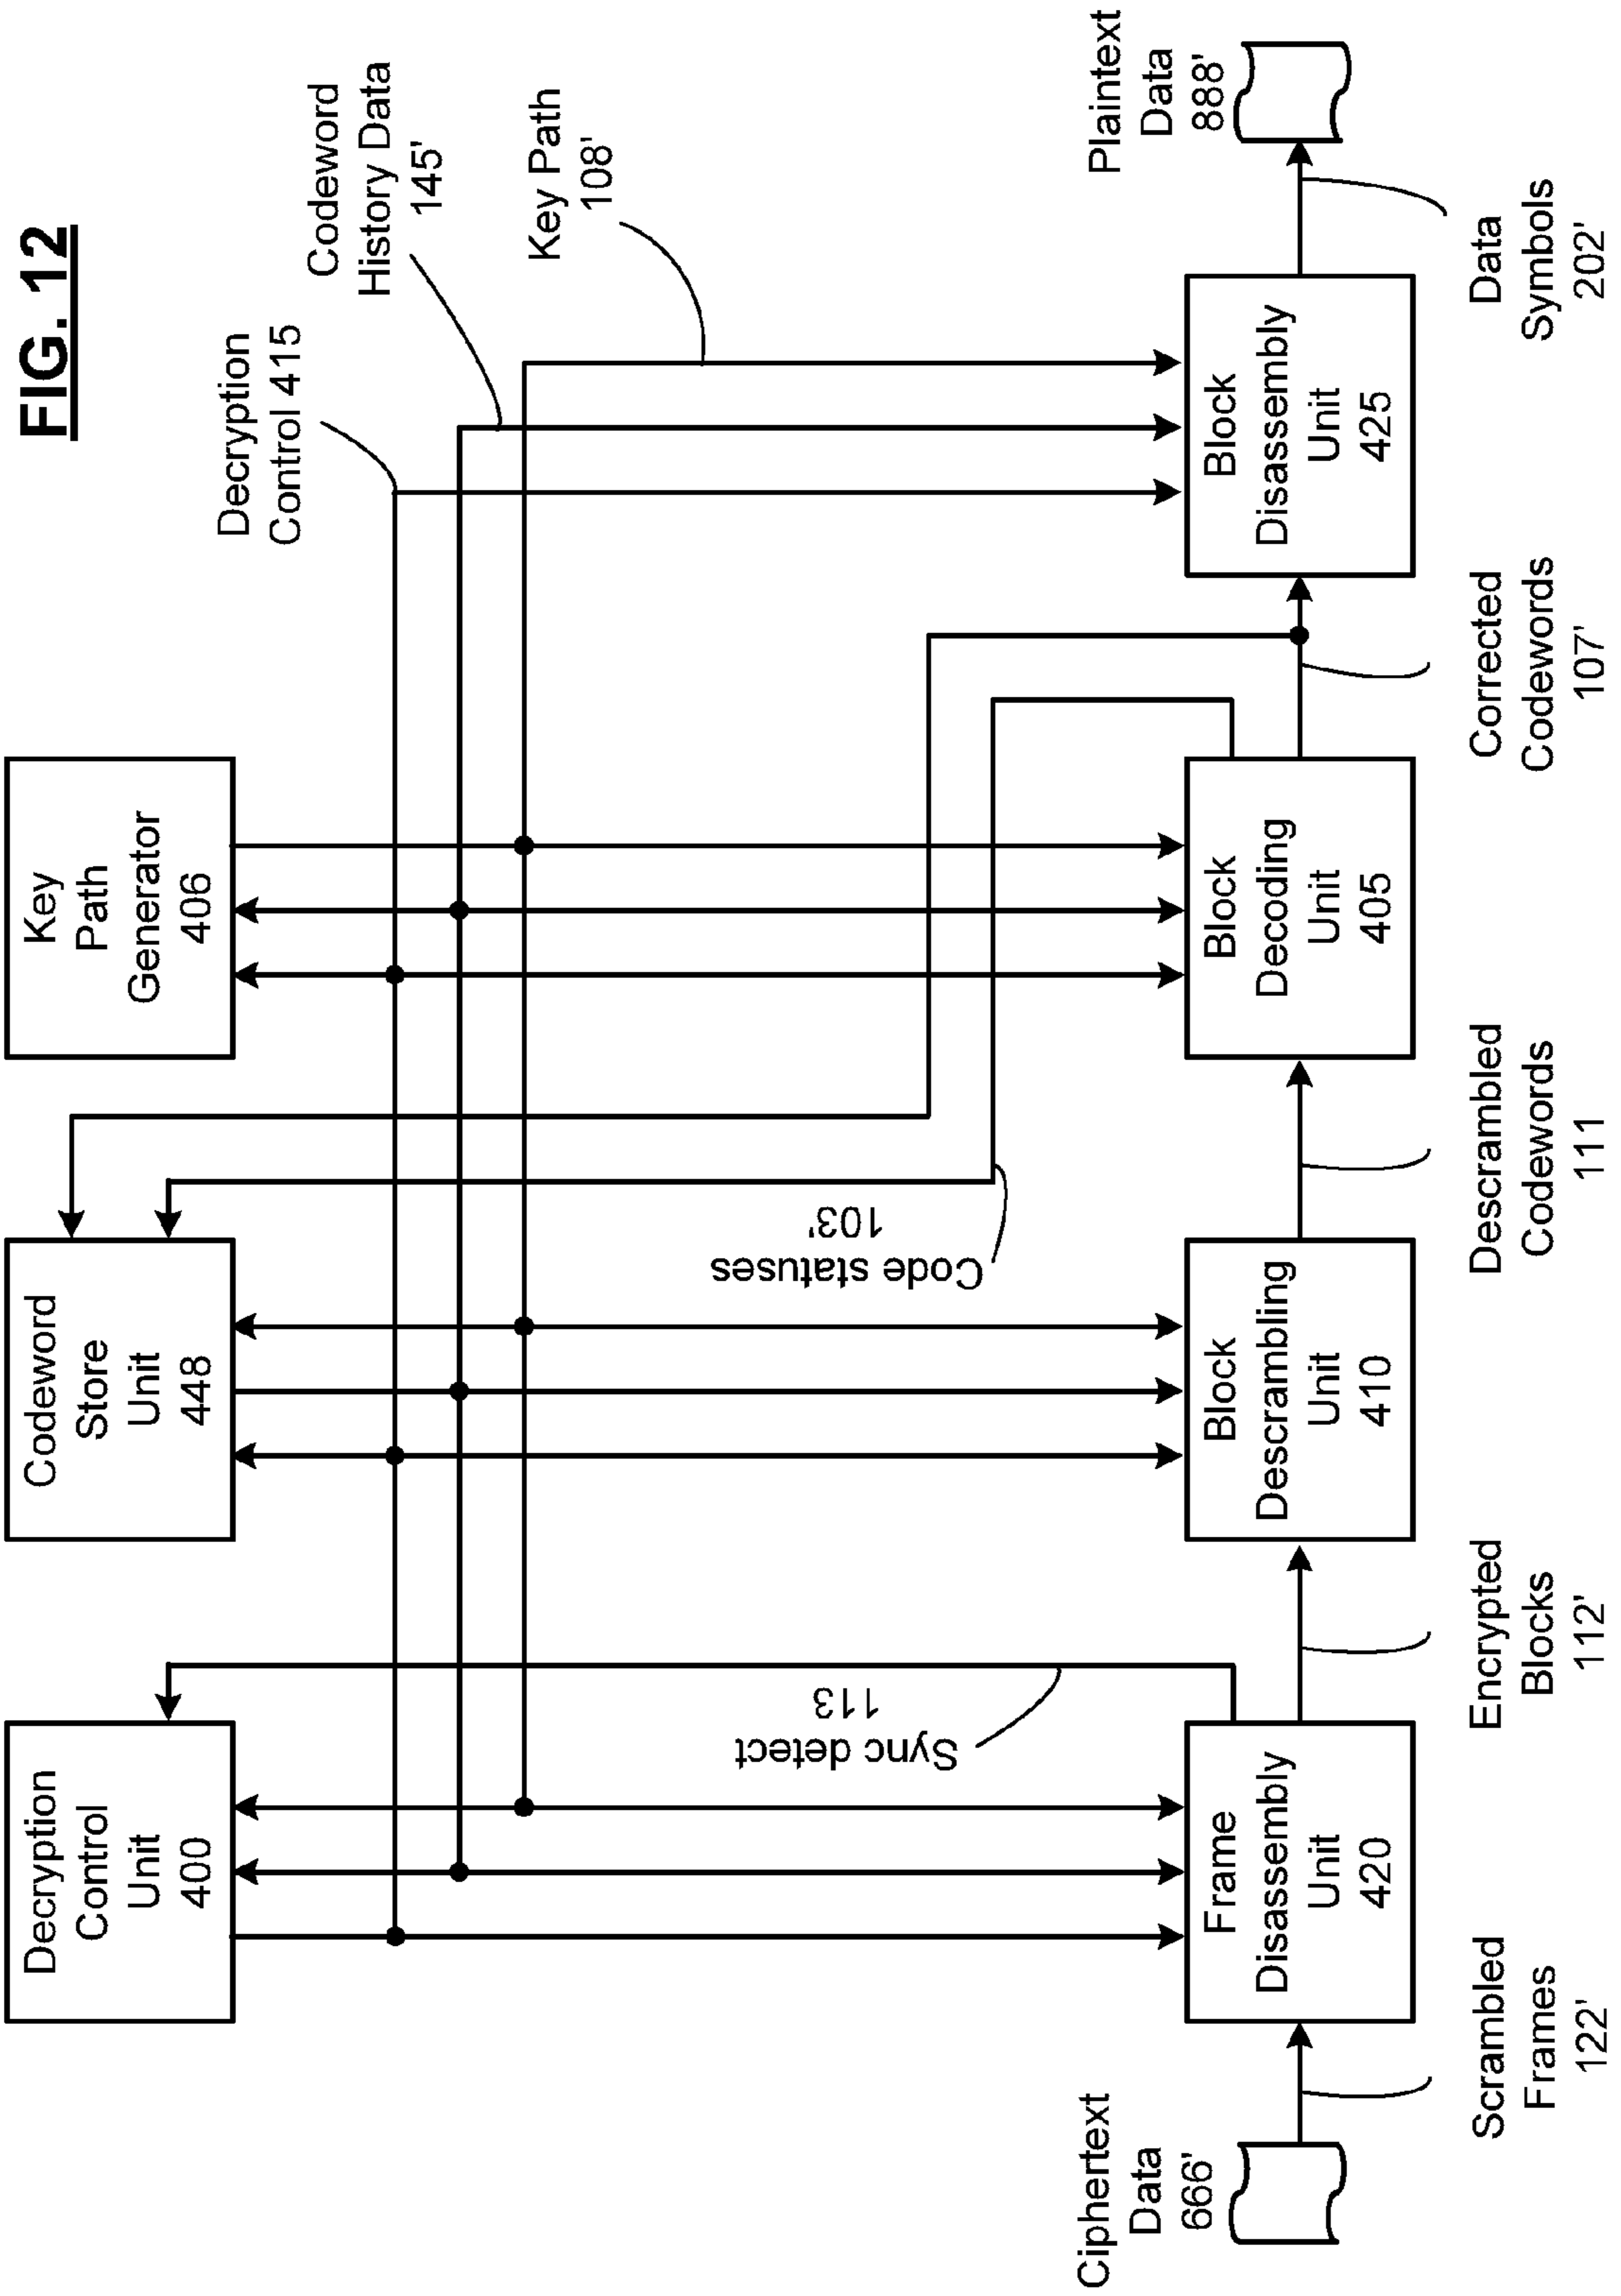 FIG. 12
Decryption
Control
Unit
400
Codeword
Store
Unit
448
Key
Path
Generator
406
Decryption
Control 415
Codeword
History Data
145'
Key Path
108'
Sync detect
113
Code statuses
103'
Ciphertext
Data
666'
Frame
Disassembly
Unit
420
Block
Descrambling
Unit
410
Block
Decoding
Unit
405
Block
Disassembly
Unit
425
Plaintext
Data
888'
Scrambled
Frames
122'
Encrypted
Blocks
112'
Descrambled
Codewords
111
Corrected
Codewords
107'
Data
Symbols
202'